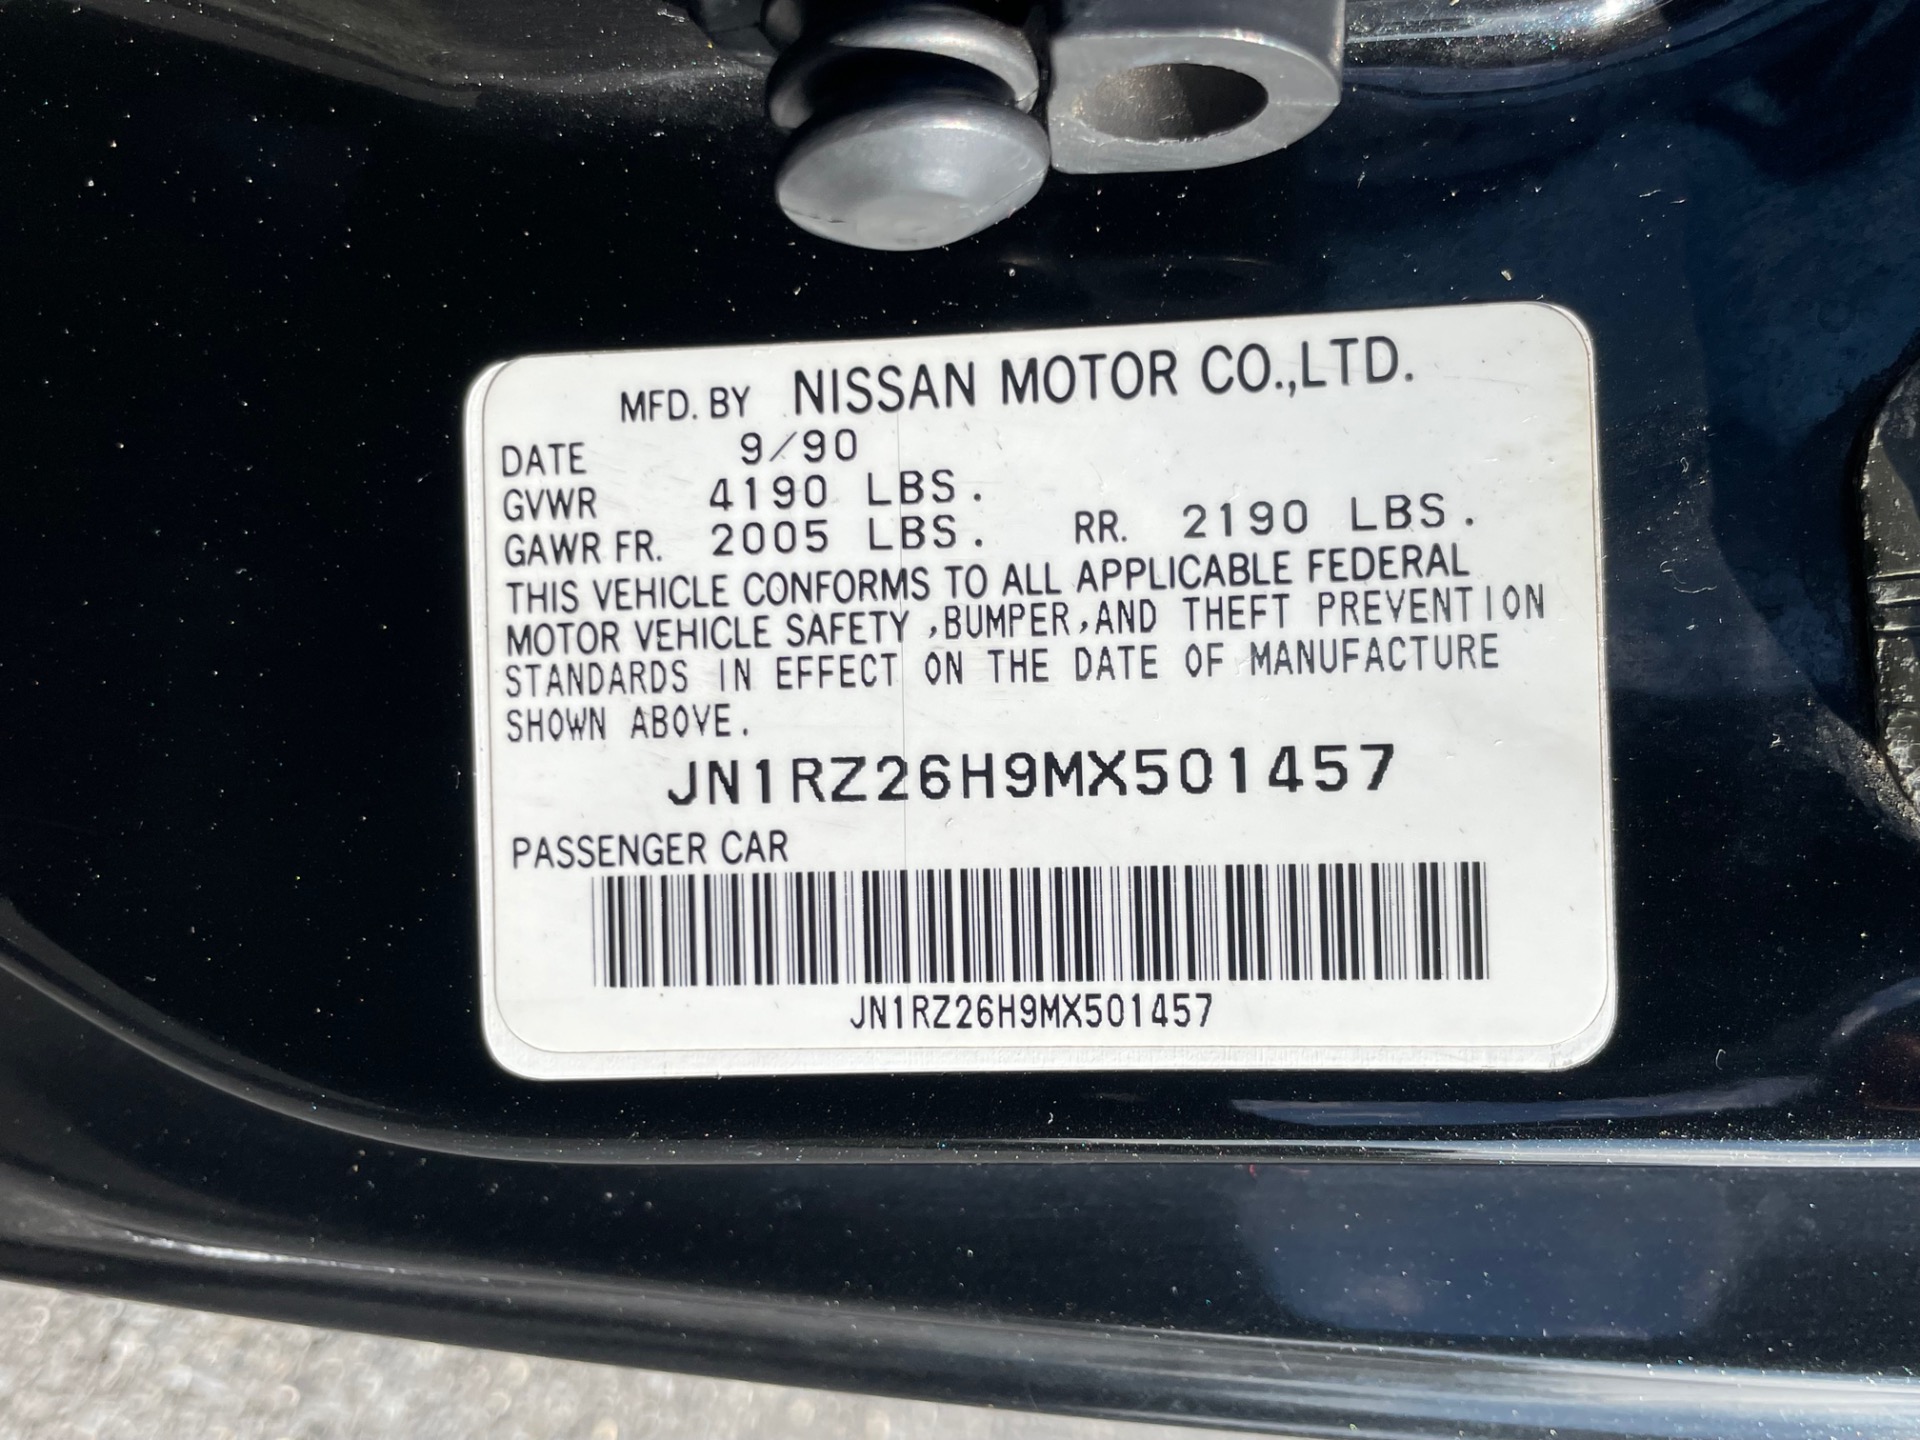 MFD. BY NISSAN MOTOR CO.,LTD.
DATE 9/90
GVWR 4190 LBS.
GAWR FR. 2005 LBS. RR. 2190 LBS.
THIS VEHICLE CONFORMS TO ALL APPLICABLE FEDERAL
MOTOR VEHICLE SAFETY ,BUMPER,AND THEFT PREVENTION
STANDARDS IN EFFECT ON THE DATE OF MANUFACTURE
SHOWN ABOVE.
JN1RZ26H9MX501457
PASSENGER CAR
JN1RZ26H9MX501457